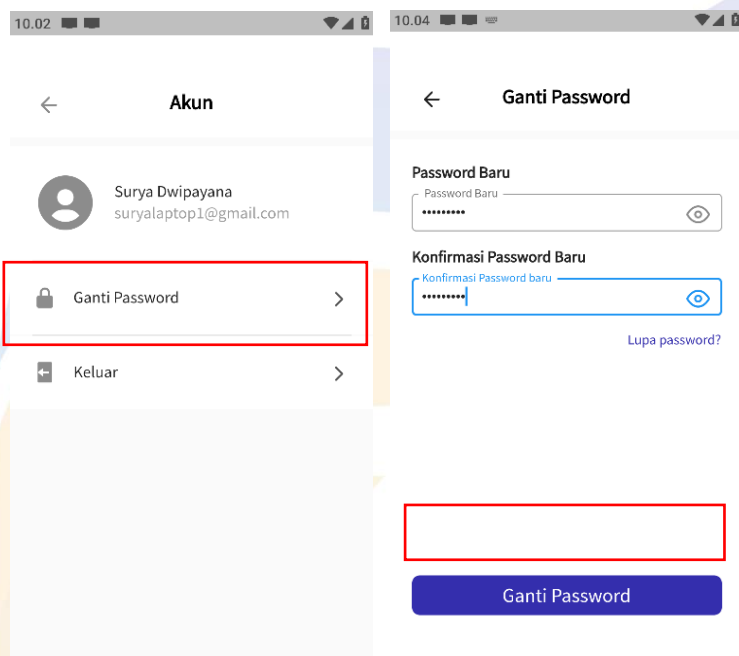 10.02
Akun
Surya Dwipayana
suryalaptop1@gmail.com
Ganti Password
Keluar
10.04
Ganti Password
Password Baru
Password Baru
•••••••••
Konfirmasi Password Baru
Konfirmasi Password baru
•••••••••
Lupa password?
Ganti Password